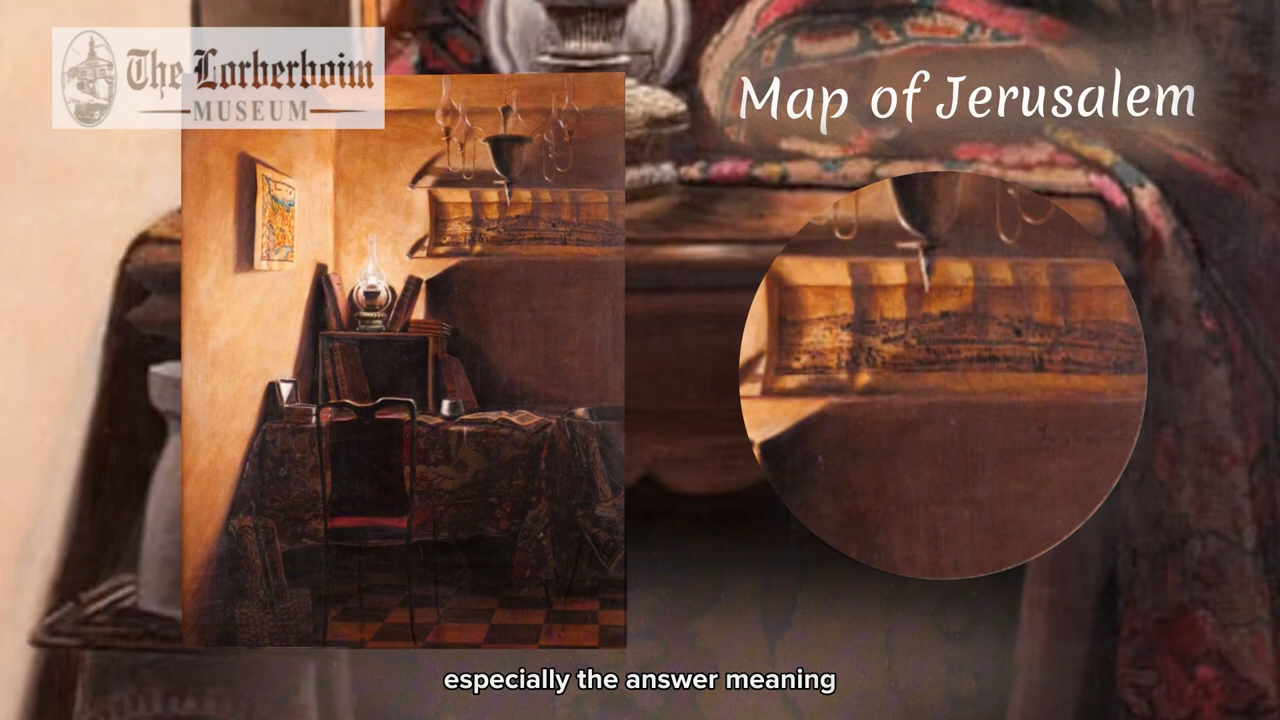 The Lorberboim
MUSEUM
Map of Jerusalem
especially the answer meaning